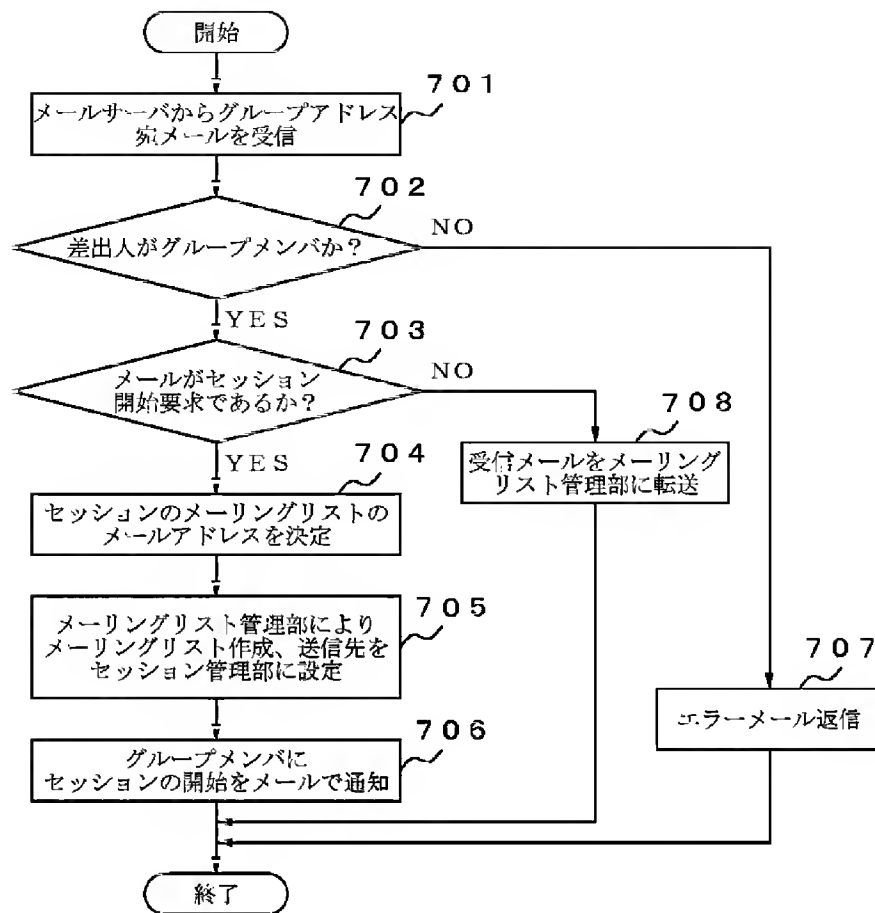 開始
701
メールサーバからグループアドレス
宛メールを受信
702
差出人がグループメンバか？
NO
YES
703
メールがセッション
開始要求であるか？
NO
YES
708
受信メールをメーリング
リスト管理部に転送
704
セッションのメーリングリストの
メールアドレスを決定
705
メーリングリスト管理部により
メーリングリスト作成、送信先を
セッション管理部に設定
707
エラーメール返信
706
グループメンバに
セッションの開始をメールで通知
終了